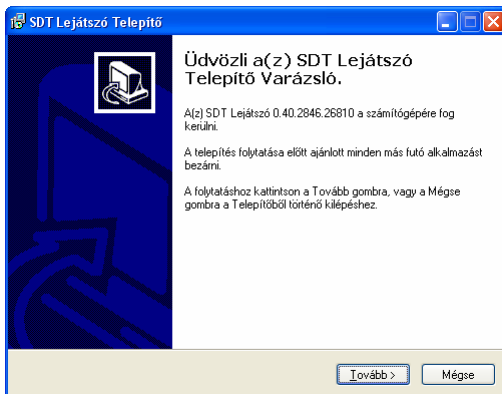 SDT Lejátszó Telepítő
Üdvözli a(z) SDT Lejátszó
Telepítő Varázsló.
A(z) SDT Lejátszó 0.40.2846.26810 a számítógépére fog
kerülni.
A telepítés folytatása előtt ajánlott minden más futó alkalmazást
bezárni.
A folytatáshoz kattintson a Tovább gombra, vagy a Mégse
gombra a Telepítőből történő kilépéshez.
Tovább >
Mégse